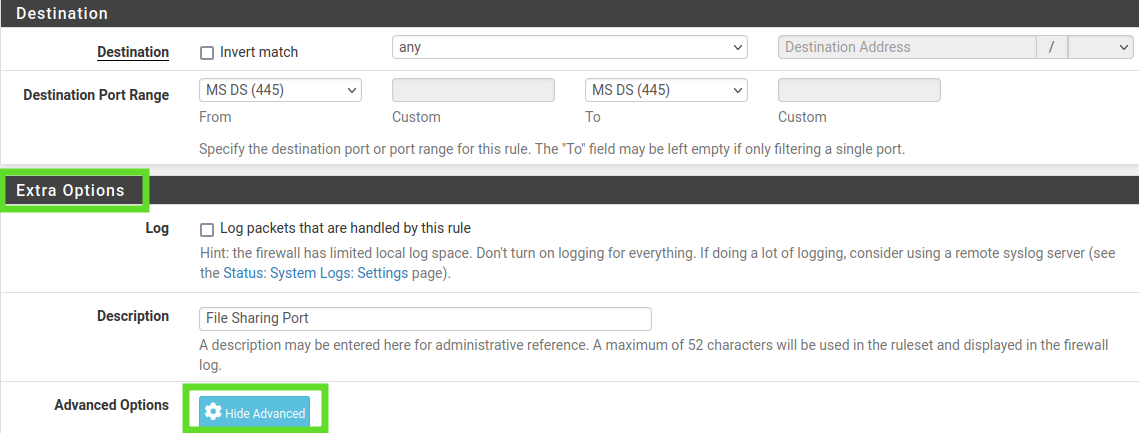 Destination
Destination Invert match any Destination Address /
Destination Port Range MS DS (445) MS DS (445)
From Custom To Custom
Specify the destination port or port range for this rule. The "To" field may be left empty if only filtering a single port.
Extra Options
Log Log packets that are handled by this rule
Hint: the firewall has limited local log space. Don't turn on logging for everything. If doing a lot of logging, consider using a remote syslog server (see
the Status: System Logs: Settings page).
Description File Sharing Port
A description may be entered here for administrative reference. A maximum of 52 characters will be used in the ruleset and displayed in the firewall
log.
Advanced Options Hide Advanced